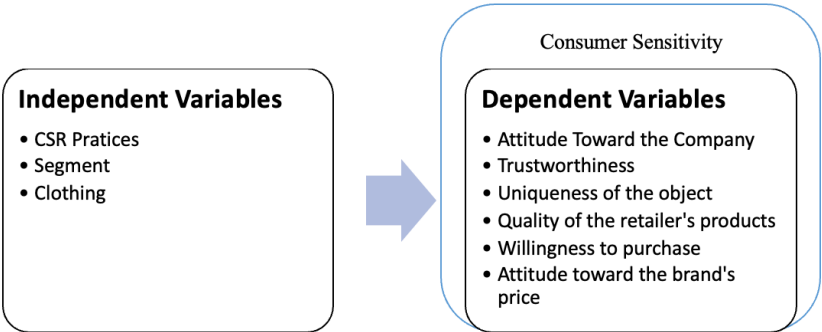 Consumer Sensitivity
Independent Variables
• CSR Pratices
• Segment
• Clothing
Dependent Variables
• Attitude Toward the Company
• Trustworthiness
• Uniqueness of the object
• Quality of the retailer's products
• Willingness to purchase
• Attitude toward the brand's
price